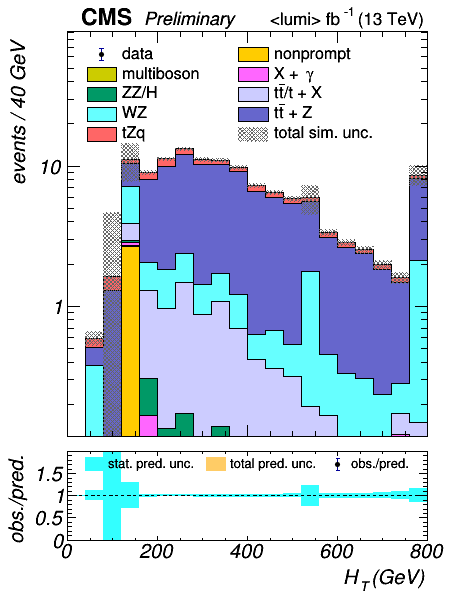 CMS Preliminary <lumi> fb⁻¹ (13 TeV)
events / 40 GeV
data
nonprompt
multiboson
X + γ
ZZ/H
tt̄/t + X
WZ
tt̄ + Z
tZq
total sim. unc.
10
1
obs./pred.
stat. pred. unc.
total pred. unc.
obs./pred.
1.5
1
0.5
0
0 200 400 600 800
H_T (GeV)